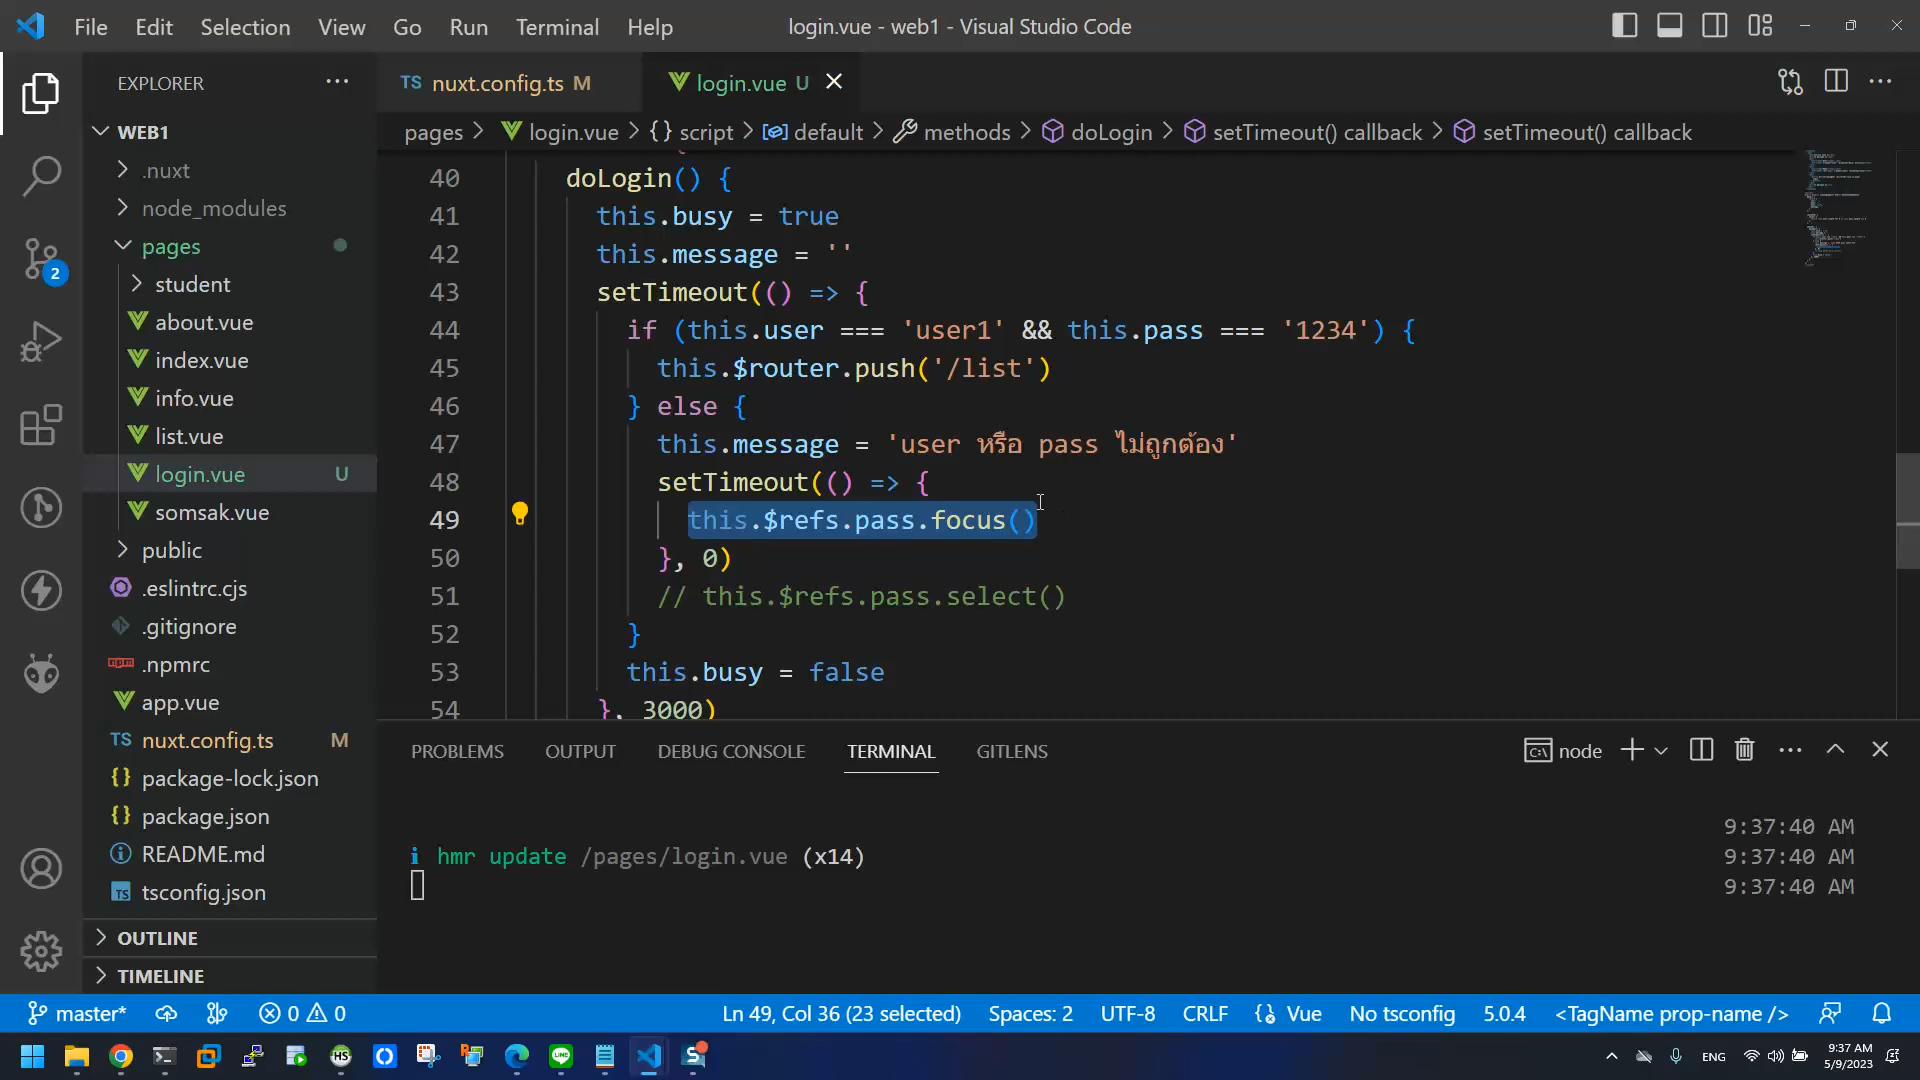 File Edit Selection View Go Run Terminal Help
login.vue - web1 - Visual Studio Code
EXPLORER
TS nuxt.config.ts M
login.vue U
WEB1
pages > login.vue > {} script > default > methods > doLogin > setTimeout() callback > setTimeout() callback
.nuxt
node_modules
pages
student
about.vue
index.vue
info.vue
list.vue
login.vue U
somsak.vue
public
.eslintrc.cjs
.gitignore
.npmrc
app.vue
TS nuxt.config.ts M
{} package-lock.json
{} package.json
README.md
TS tsconfig.json
OUTLINE
TIMELINE
2
40 doLogin() {
41 this.busy = true
42 this.message = ''
43 setTimeout(() => {
44 if (this.user === 'user1' && this.pass === '1234') {
45 this.$router.push('/list')
46 } else {
47 this.message = 'user หรือ pass ไม่ถูกต้อง'
48 setTimeout(() => {
49 this.$refs.pass.focus()
50 }, 0)
51 // this.$refs.pass.select()
52 }
53 this.busy = false
54 }, 3000)
PROBLEMS OUTPUT DEBUG CONSOLE TERMINAL GITLENS
node
9:37:40 AM
i hmr update /pages/login.vue (x14) 9:37:40 AM
9:37:40 AM
master* 0 0 Ln 49, Col 36 (23 selected) Spaces: 2 UTF-8 CRLF {} Vue No tsconfig 5.0.4 <TagName prop-name />
ENG
9:37 AM
5/9/2023